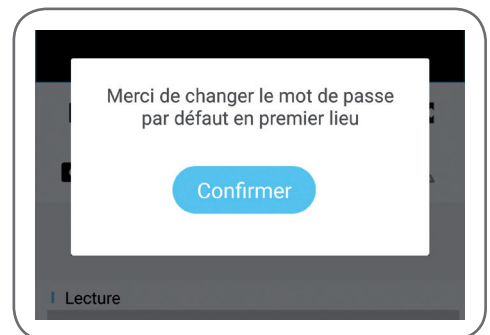 Merci de changer le mot de passe
par défaut en premier lieu
Confirmer
Lecture